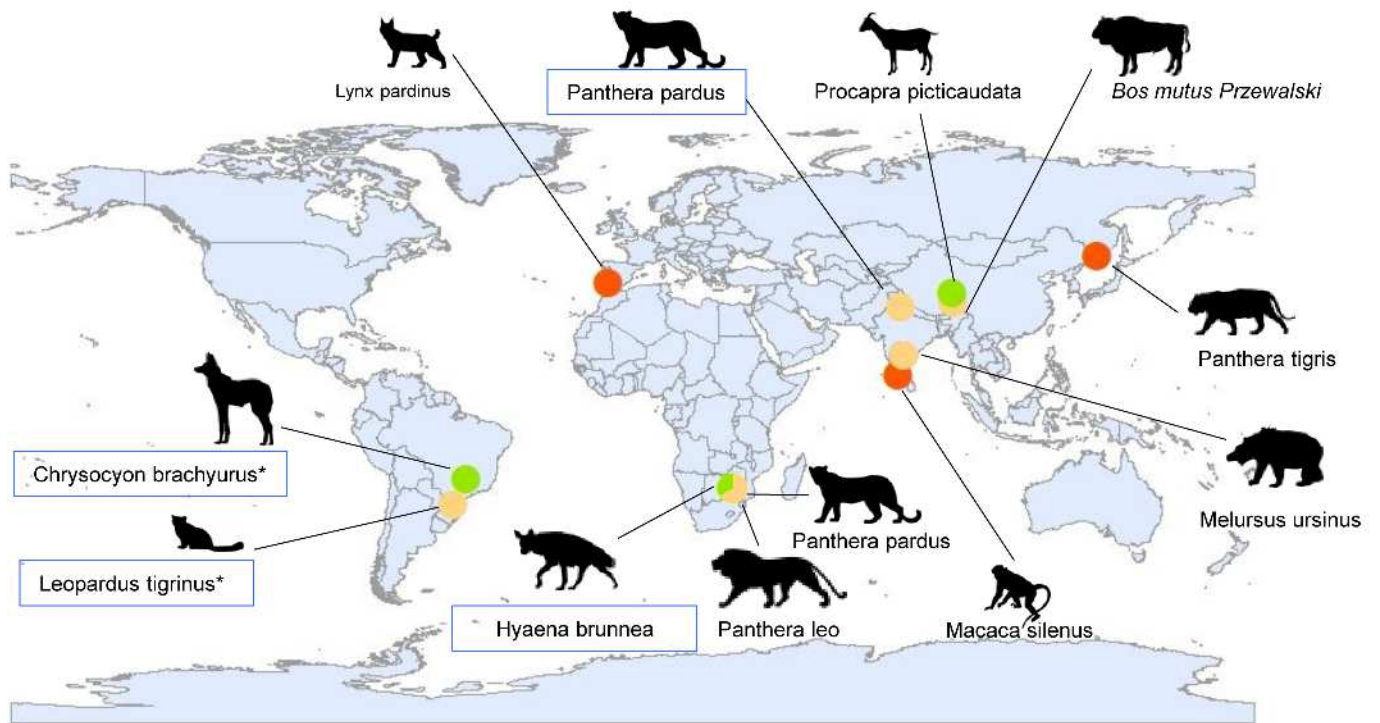 Lynx pardinus
Panthera pardus
Procapra picticaudata
Bos mutus Przewalski
Panthera tigris
Chrysocyon brachyurus*
Melursus ursinus
Panthera pardus
Leopardus tigrinus*
Hyaena brunnea
Panthera leo
Macaca silenus